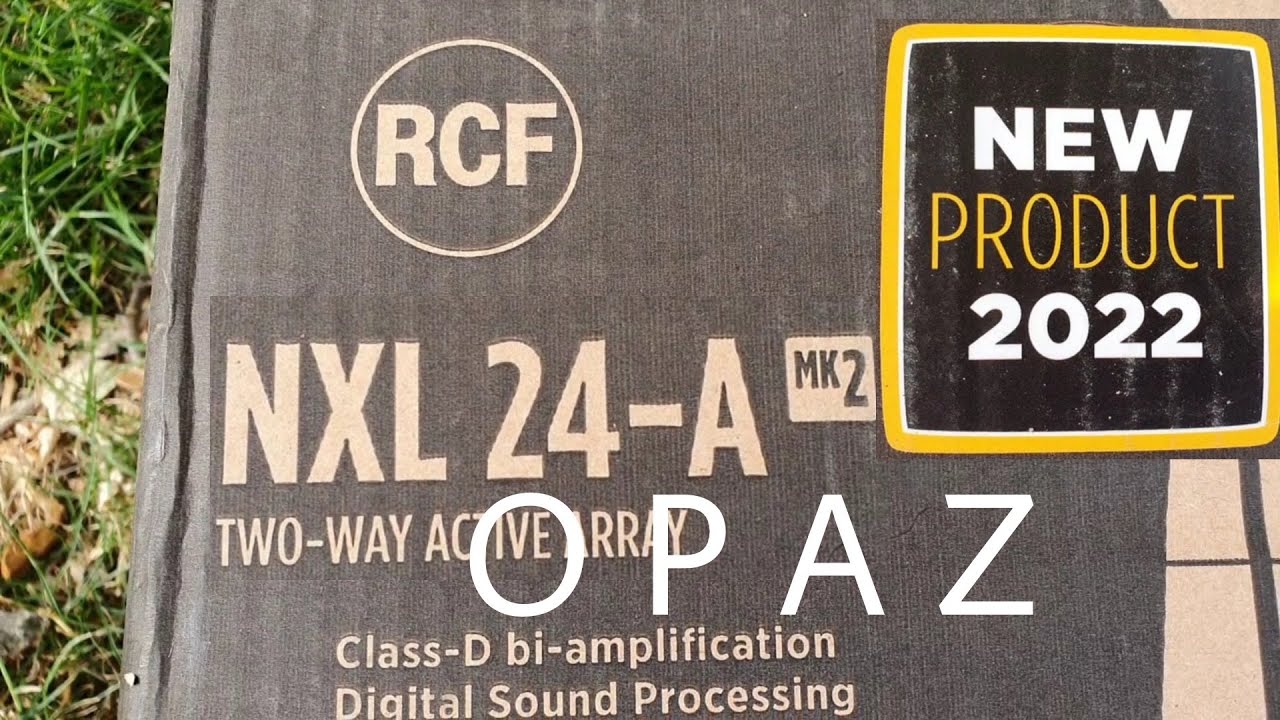 RCF
NEW
PRODUCT
2022
NXL 24-A MK2
TWO-WAY ACTIVE ARRAY
O P A Z
Class-D bi-amplification
Digital Sound Processing